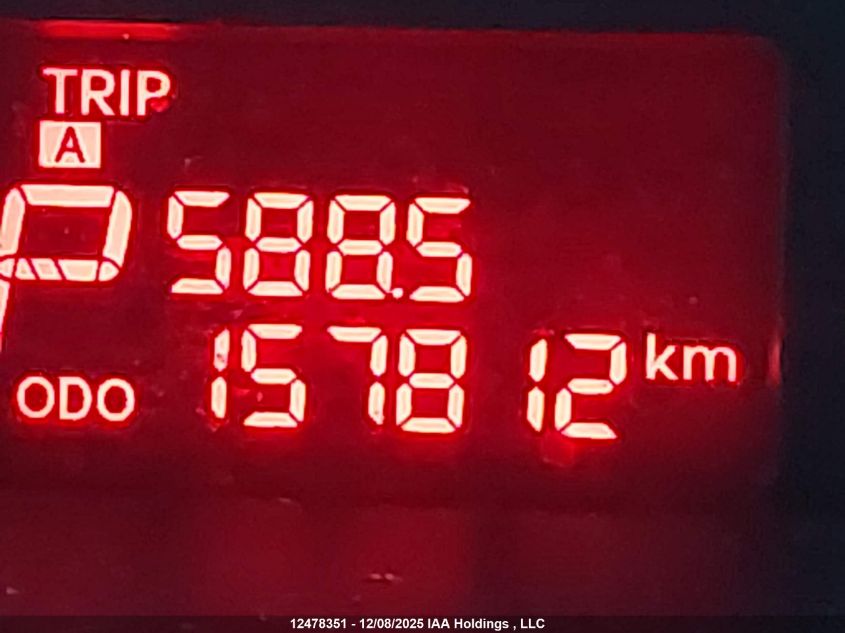 TRIP
A
P 588.5
ODO 157812 km
12478351 - 12/08/2025 IAA Holdings , LLC